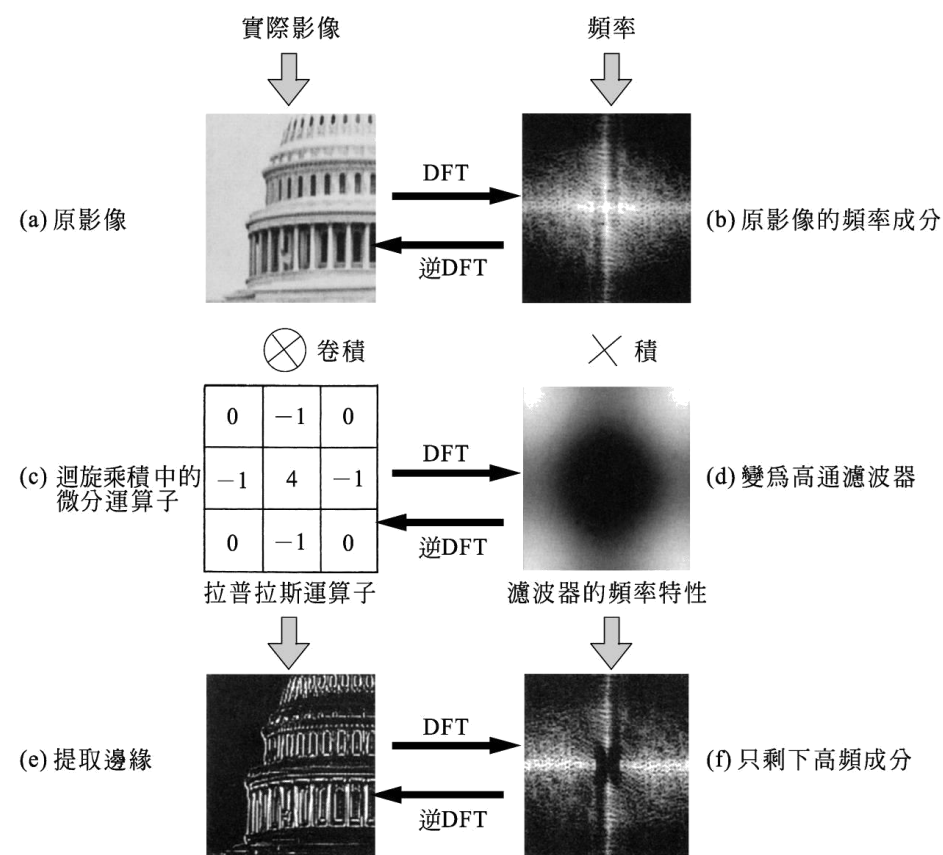 實際影像
頻率
DFT
(a) 原影像
(b) 原影像的頻率成分
逆DFT
卷積
積
0 −1 0
DFT
(c) 迴旋乘積中的
微分運算子
−1 4 −1
(d) 變爲高通濾波器
逆DFT
0 −1 0
拉普拉斯運算子
濾波器的頻率特性
DFT
(e) 提取邊緣
(f) 只剩下高頻成分
逆DFT